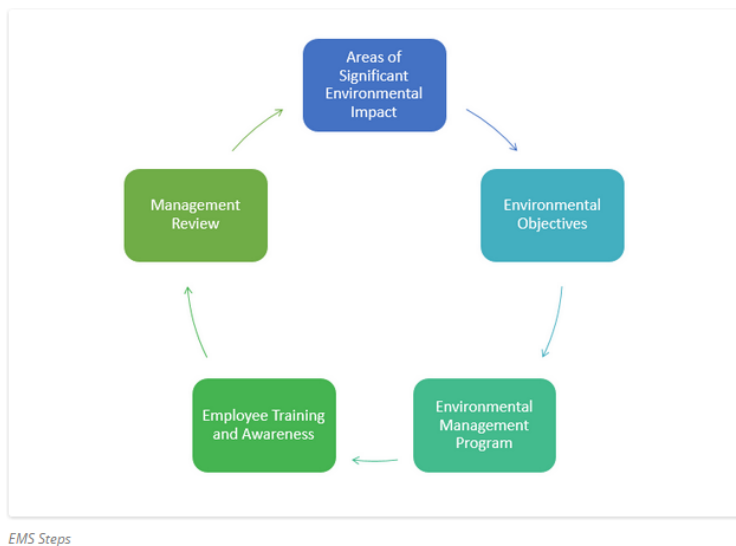 Areas of
Significant
Environmental
Impact
Environmental
Objectives
Environmental
Management
Program
Employee Training
and Awareness
Management
Review
EMS Steps